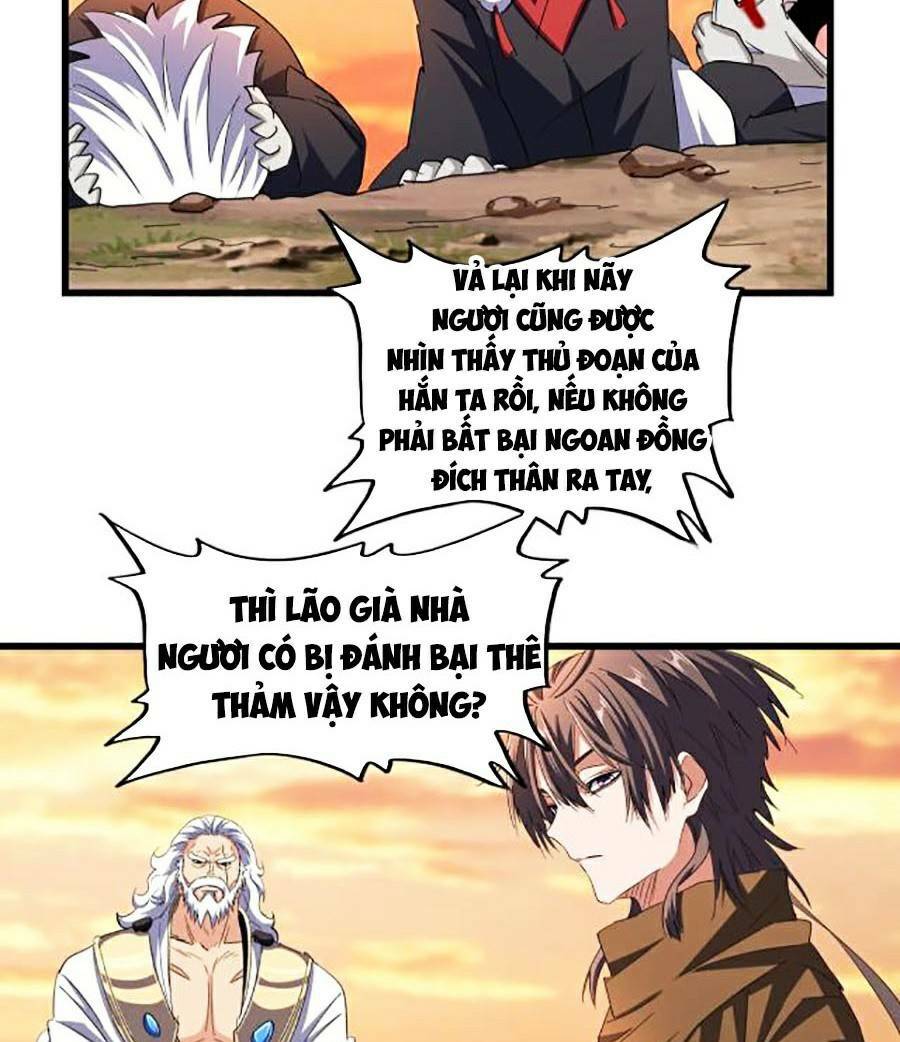 VẢ LẠI KHI NÃY
NGƯƠI CŨNG ĐƯỢC
NHÌN THẤY THỦ ĐOẠN CỦA
HẮN TA RỒI, NẾU KHÔNG
PHẢI BẤT BẠI NGOAN ĐỒNG
ĐÍCH THÂN RA TAY,
THÌ LÃO GIÀ NHÀ
NGƯƠI CÓ BỊ ĐÁNH BẠI THÊ
THẢM VẬY KHÔNG?